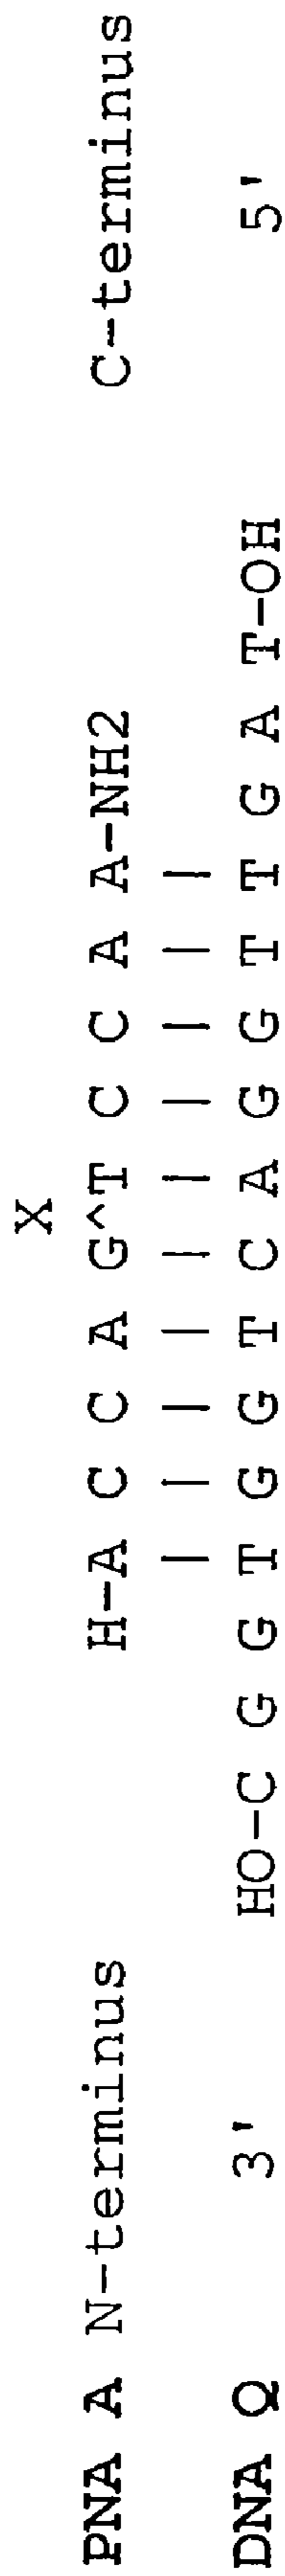 X
PNA A N-terminus H-A C C A G^T C C A A-NH2 C-terminus
| | | | | | | | | |
DNA Q 3' HO-C G G T G G T C A G G T T G A T-OH 5'